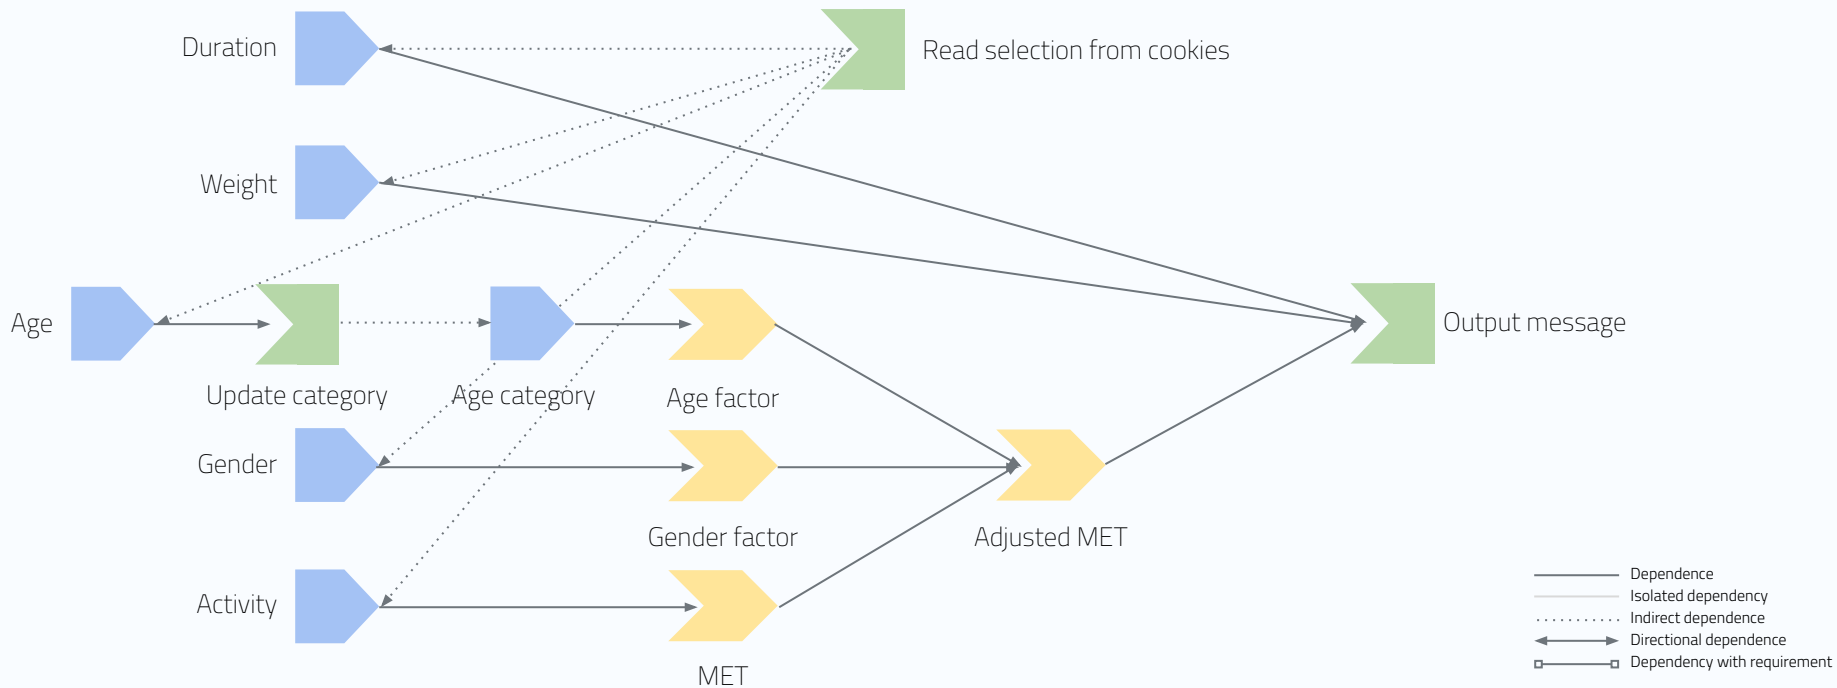 Duration
Read selection from cookies
Weight
Age
Output message
Update category
Age category
Age factor
Gender
Gender factor
Adjusted MET
Activity
MET
Dependence
Isolated dependency
Indirect dependence
Directional dependence
Dependency with requirement